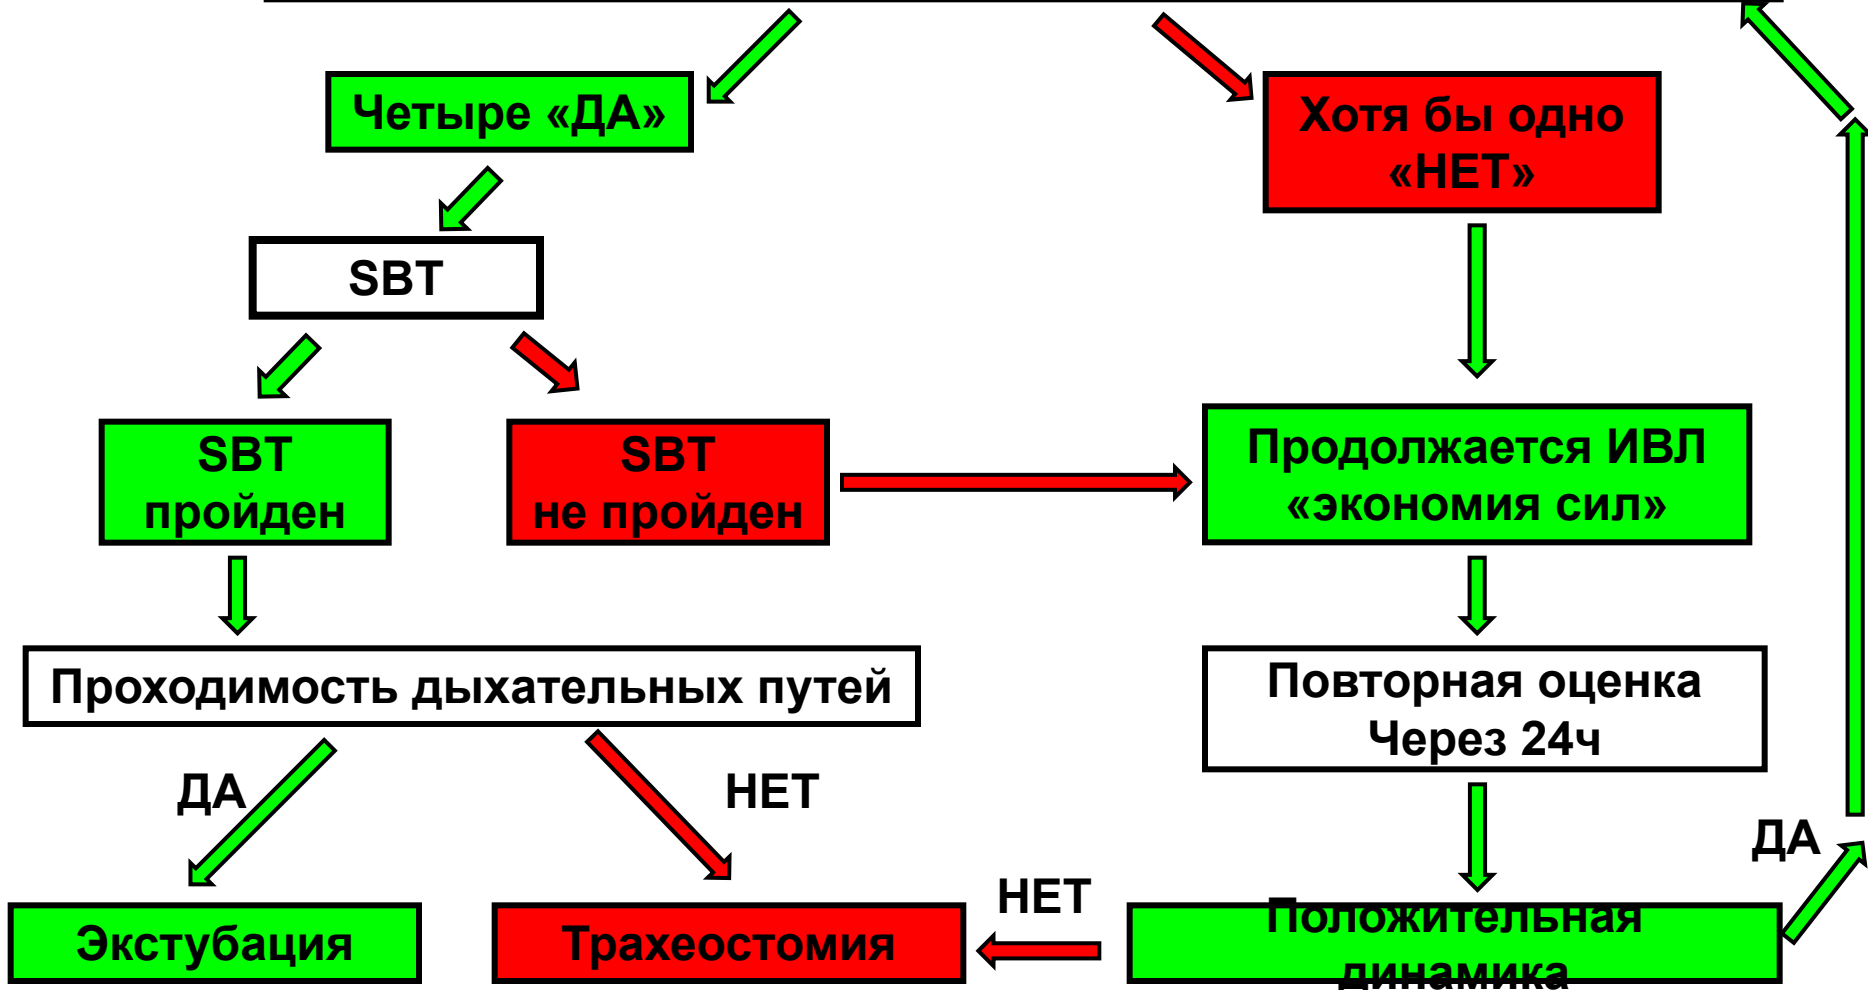 Четыре «ДА»
Хотя бы одно
«НЕТ»
SBT
SBT
пройден
SBT
не пройден
Продолжается ИВЛ
«экономия сил»
Проходимость дыхательных путей
Повторная оценка
Через 24ч
ДА
НЕТ
ДА
НЕТ
Экстубация
Трахеостомия
Положительная
динамика